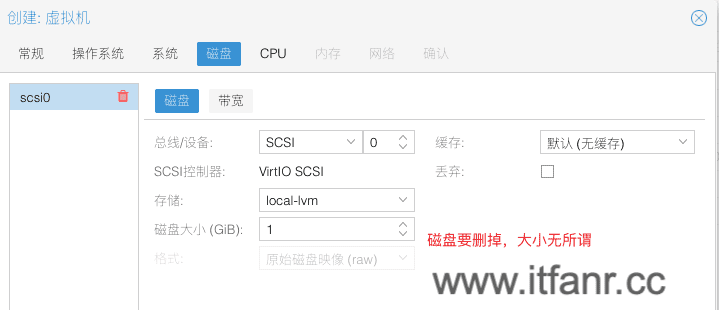 创建: 虚拟机
常规 操作系统 系统 磁盘 CPU 内存 网络 确认
scsi0
磁盘 带宽
总线/设备: SCSI 0 缓存: 默认 (无缓存)
SCSI控制器: VirtIO SCSI 丢弃:
存储: local-lvm
磁盘大小 (GiB): 1
磁盘要删掉，大小无所谓
格式: 原始磁盘映像 (raw)
www.itfanr.cc